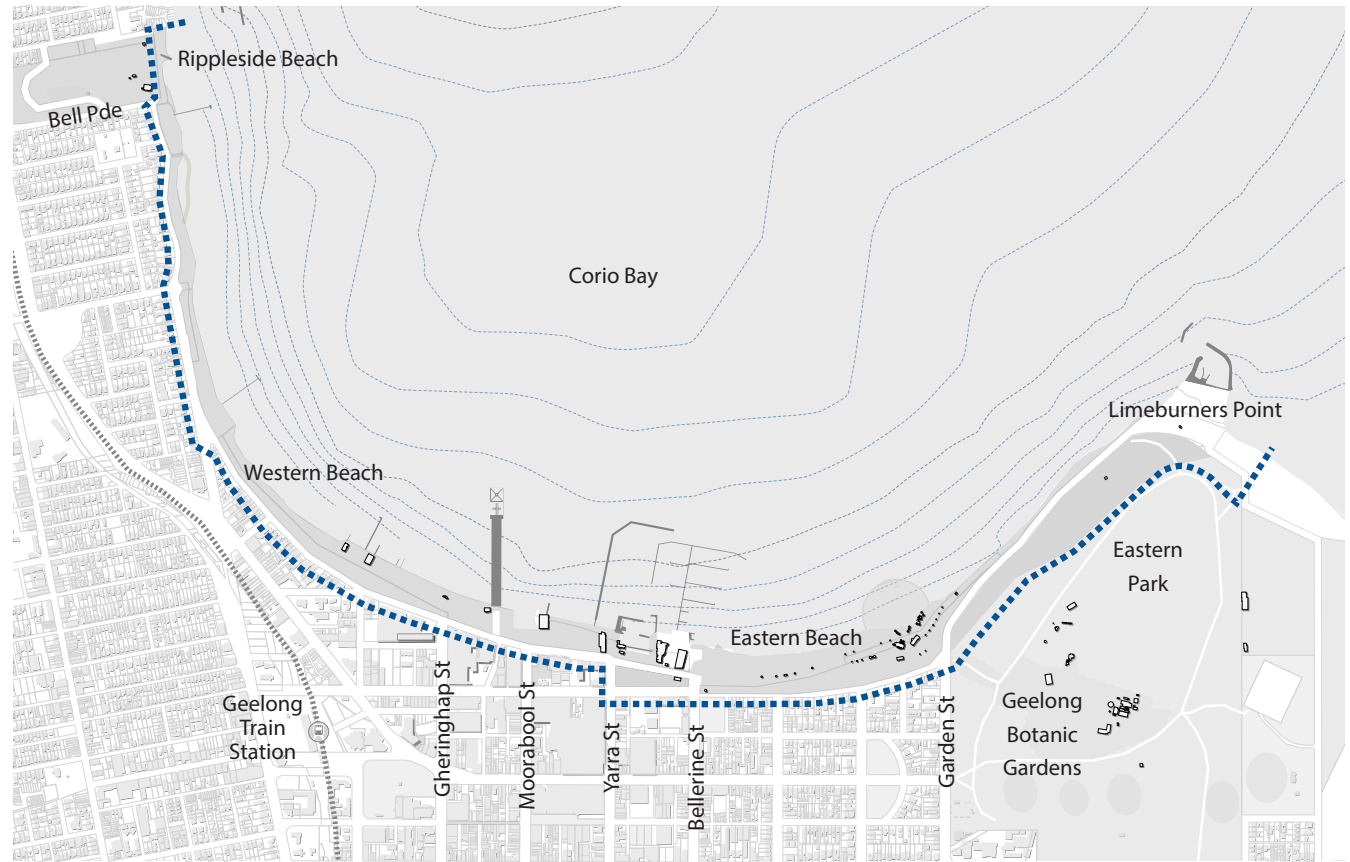 Rippleside Beach
Bell Pde
Corio Bay
Limeburners Point
Western Beach
Eastern
Park
Eastern Beach
Geelong
Train
Station
Gheringhap St
Moorabool St
Yarra St
Bellerine St
Garden St
Geelong
Botanic
Gardens